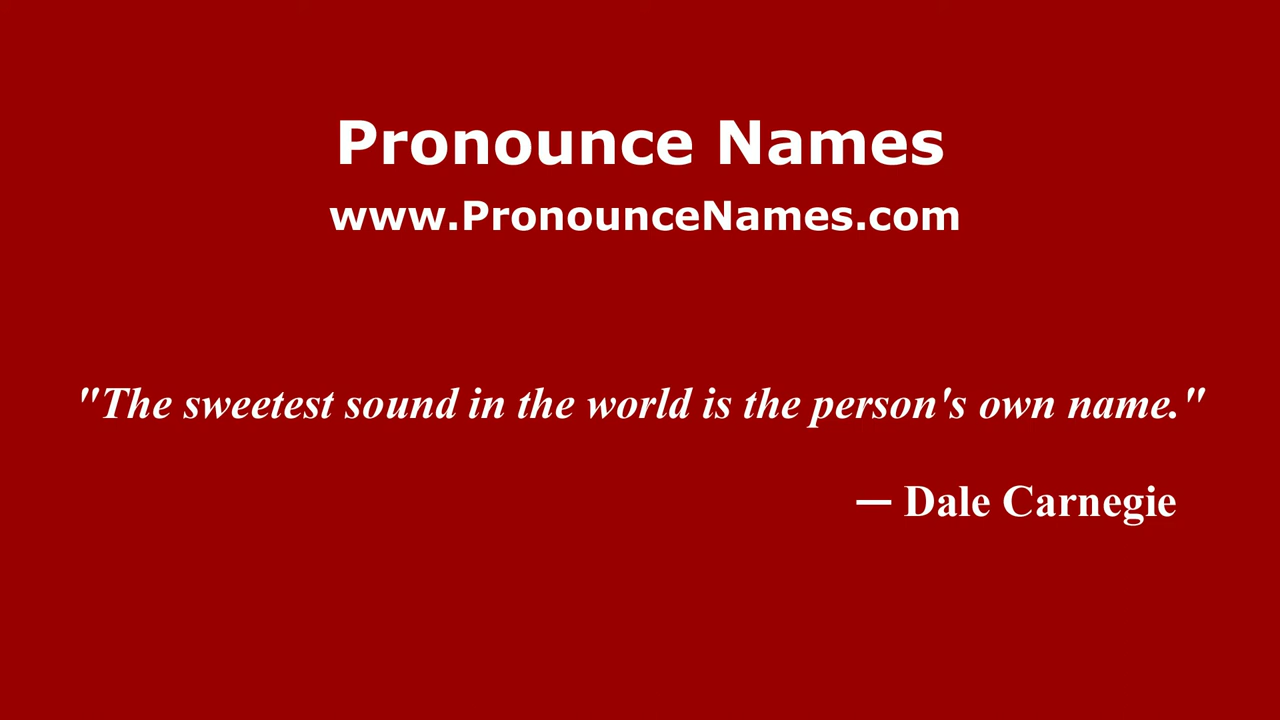 Pronounce Names
www.PronounceNames.com
"The sweetest sound in the world is the person's own name."
— Dale Carnegie